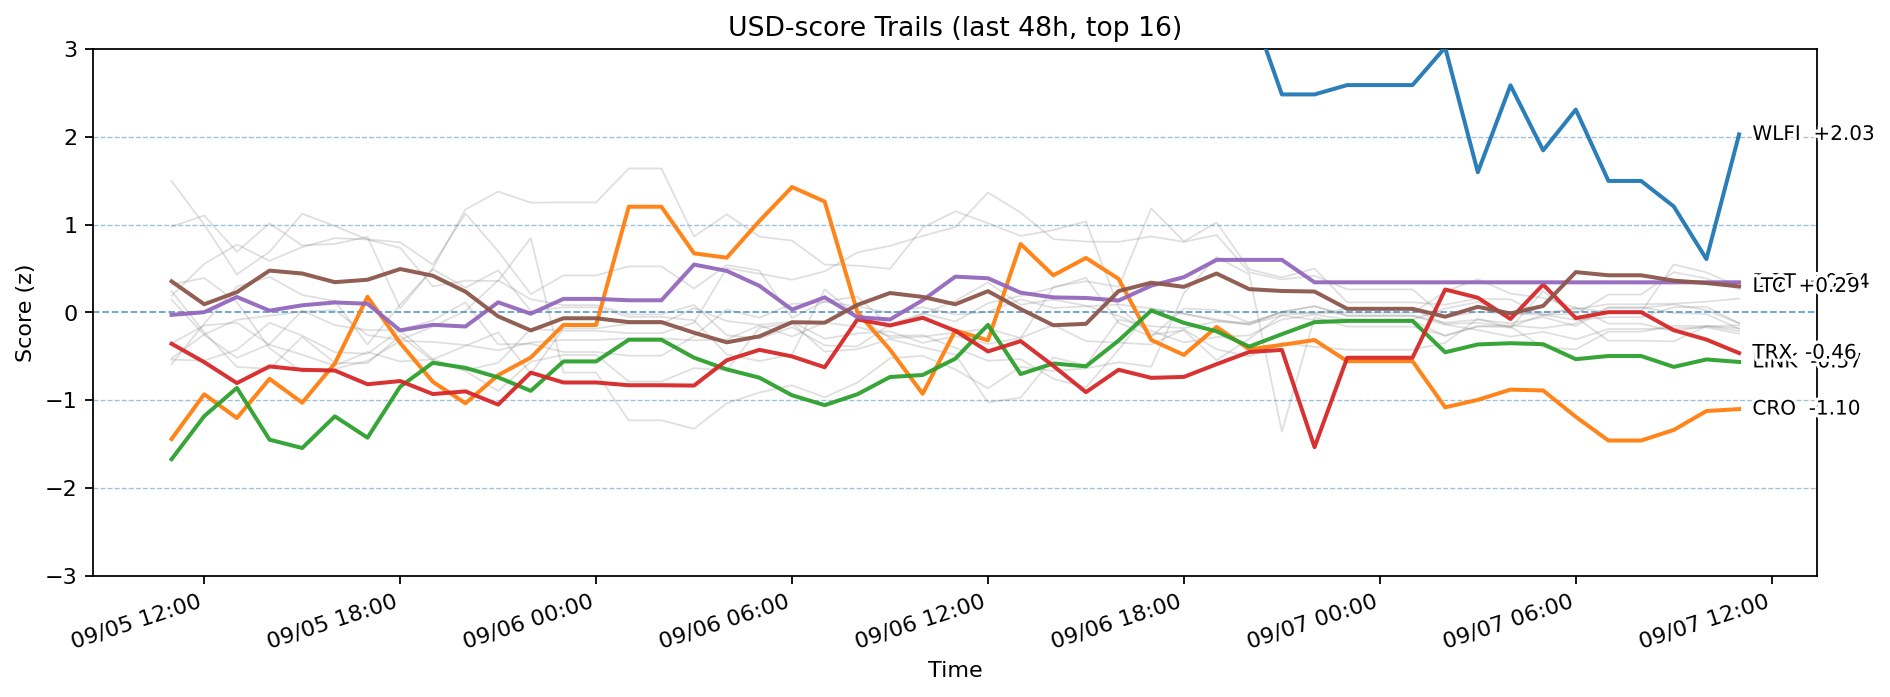 USD-score Trails (last 48h, top 16)
Score (z)
3
2
1
0
−1
−2
−3
WLFI +2.03
LTC +0.29
TRX -0.46
LINK -0.57
CRO -1.10
09/05 12:00
09/05 18:00
09/06 00:00
09/06 06:00
09/06 12:00
09/06 18:00
09/07 00:00
09/07 06:00
09/07 12:00
Time